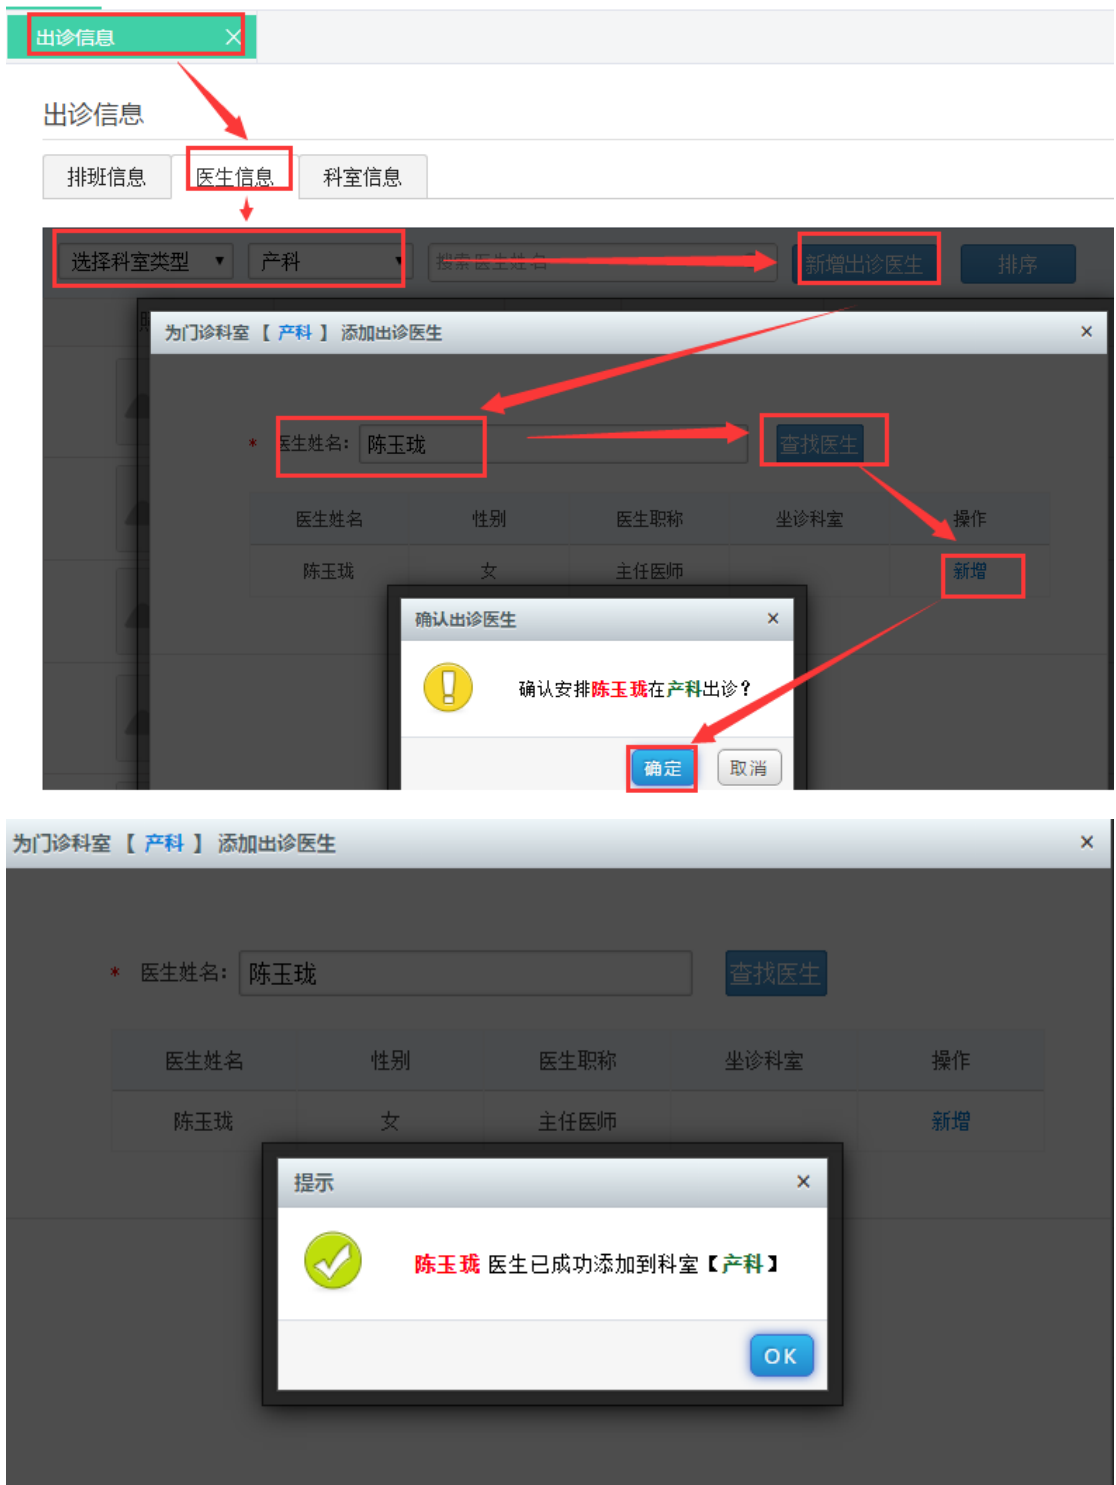 出诊信息
出诊信息
排班信息 医生信息 科室信息
选择科室类型 产科 搜索医生姓名 新增出诊医生 排序
为门诊科室 【 产科 】 添加出诊医生
* 医生姓名: 陈玉珑 查找医生
医生姓名 性别 医生职称 坐诊科室 操作
陈玉珑 女 主任医师 新增
确认出诊医生
确认安排陈玉珑在产科出诊?
确定 取消
为门诊科室 【 产科 】 添加出诊医生
* 医生姓名: 陈玉珑 查找医生
医生姓名 性别 医生职称 坐诊科室 操作
陈玉珑 女 主任医师 新增
提示
陈玉珑 医生已成功添加到科室【产科】
OK